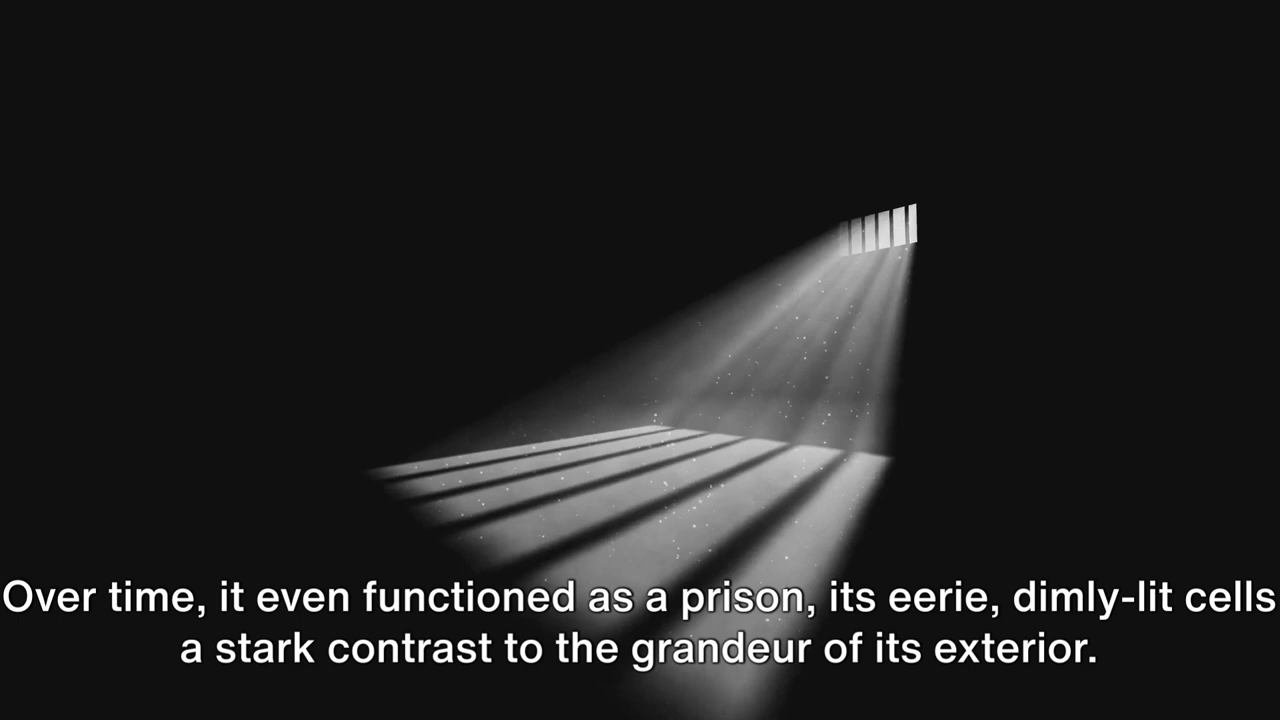 Over time, it even functioned as a prison, its eerie, dimly-lit cells
a stark contrast to the grandeur of its exterior.